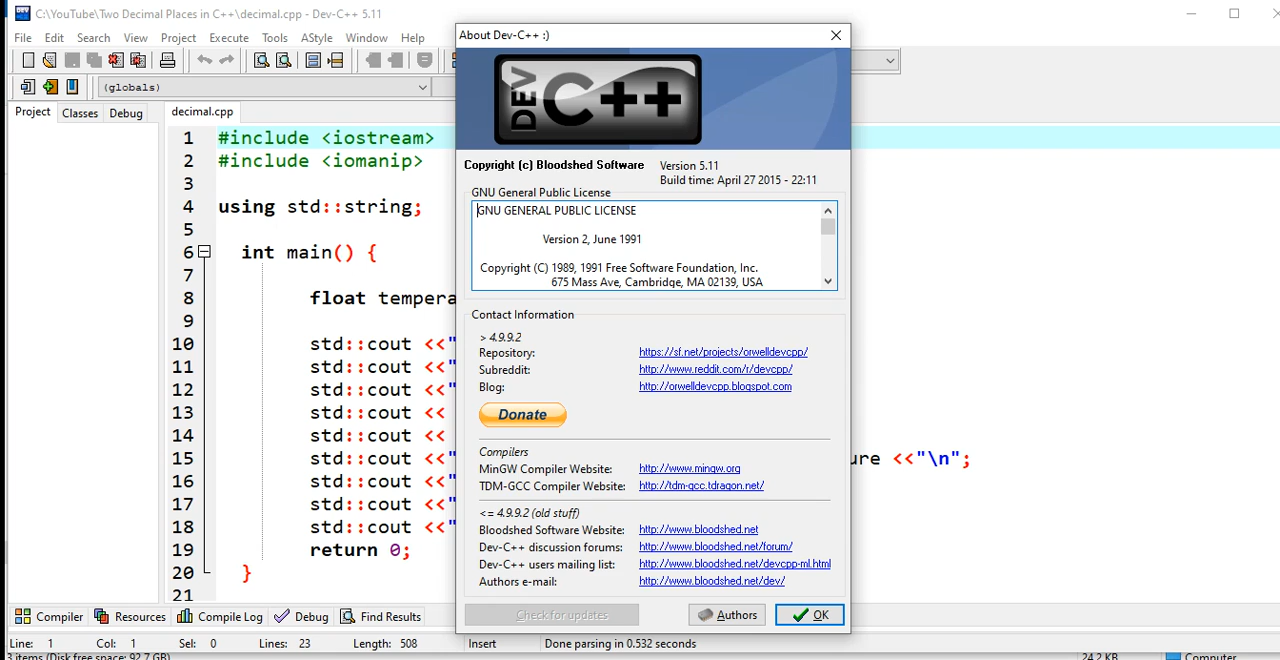 C:\YouTube\Two Decimal Places in C++\decimal.cpp - Dev-C++ 5.11
File Edit Search View Project Execute Tools AStyle Window Help
(globals)
Project Classes Debug
decimal.cpp
1 #include <iostream>
2 #include <iomanip>
3
4 using std::string;
5
6 int main() {
7
8 float tempera
9
10 std::cout <<"
11 std::cout <<"
12 std::cout <<"
13 std::cout <<
14 std::cout <<
15 std::cout <<" ure <<"\n";
16 std::cout <<"
17 std::cout <<"
18 std::cout <<"
19 return 0;
20 }
21
About Dev-C++ :)
DEV C++
Copyright (c) Bloodshed Software
Version 5.11
Build time: April 27 2015 - 22:11
GNU General Public License
GNU GENERAL PUBLIC LICENSE
Version 2, June 1991
Copyright (C) 1989, 1991 Free Software Foundation, Inc.
675 Mass Ave, Cambridge, MA 02139, USA
Contact Information
> 4.9.9.2
Repository: https://sf.net/projects/orwelldevcpp/
Subreddit: http://www.reddit.com/r/devcpp/
Blog: http://orwelldevcpp.blogspot.com
Donate
Compilers
MinGW Compiler Website: http://www.mingw.org
TDM-GCC Compiler Website: http://tdm-gcc.tdragon.net/
<= 4.9.9.2 (old stuff)
Bloodshed Software Website: http://www.bloodshed.net
Dev-C++ discussion forums: http://www.bloodshed.net/forum/
Dev-C++ users mailing list: http://www.bloodshed.net/devcpp-ml.html
Authors e-mail: http://www.bloodshed.net/dev/
Check for updates Authors OK
Compiler Resources Compile Log Debug Find Results
Line: 1 Col: 1 Sel: 0 Lines: 23 Length: 508 Insert Done parsing in 0.532 seconds
3 items (Disk free space: 92.7 GB) 24.2 KB Computer